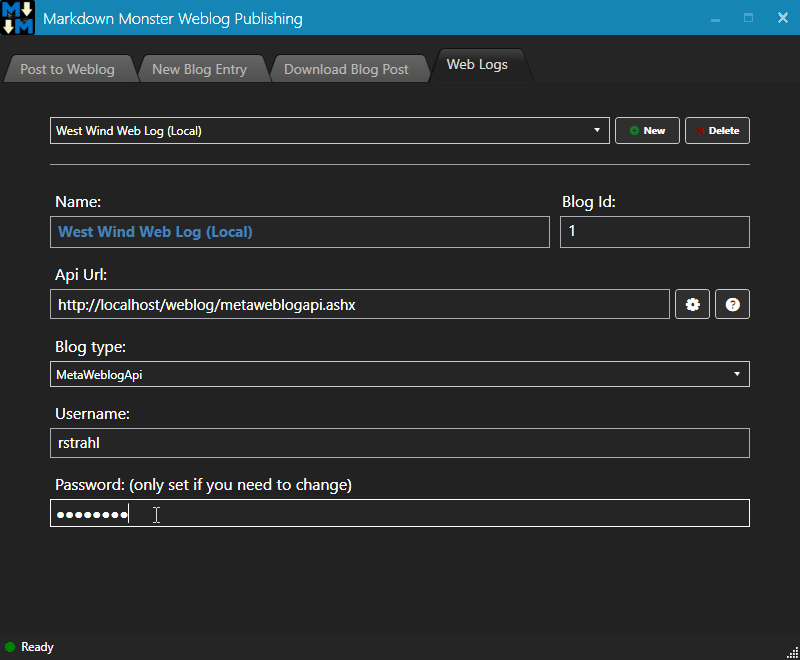 Markdown Monster Weblog Publishing
Post to Weblog New Blog Entry Download Blog Post Web Logs
West Wind Web Log (Local) New Delete
Name: Blog Id:
West Wind Web Log (Local) 1
Api Url:
http://localhost/weblog/metaweblogapi.ashx
Blog type:
MetaWeblogApi
Username:
rstrahl
Password: (only set if you need to change)
●●●●●●●●
Ready